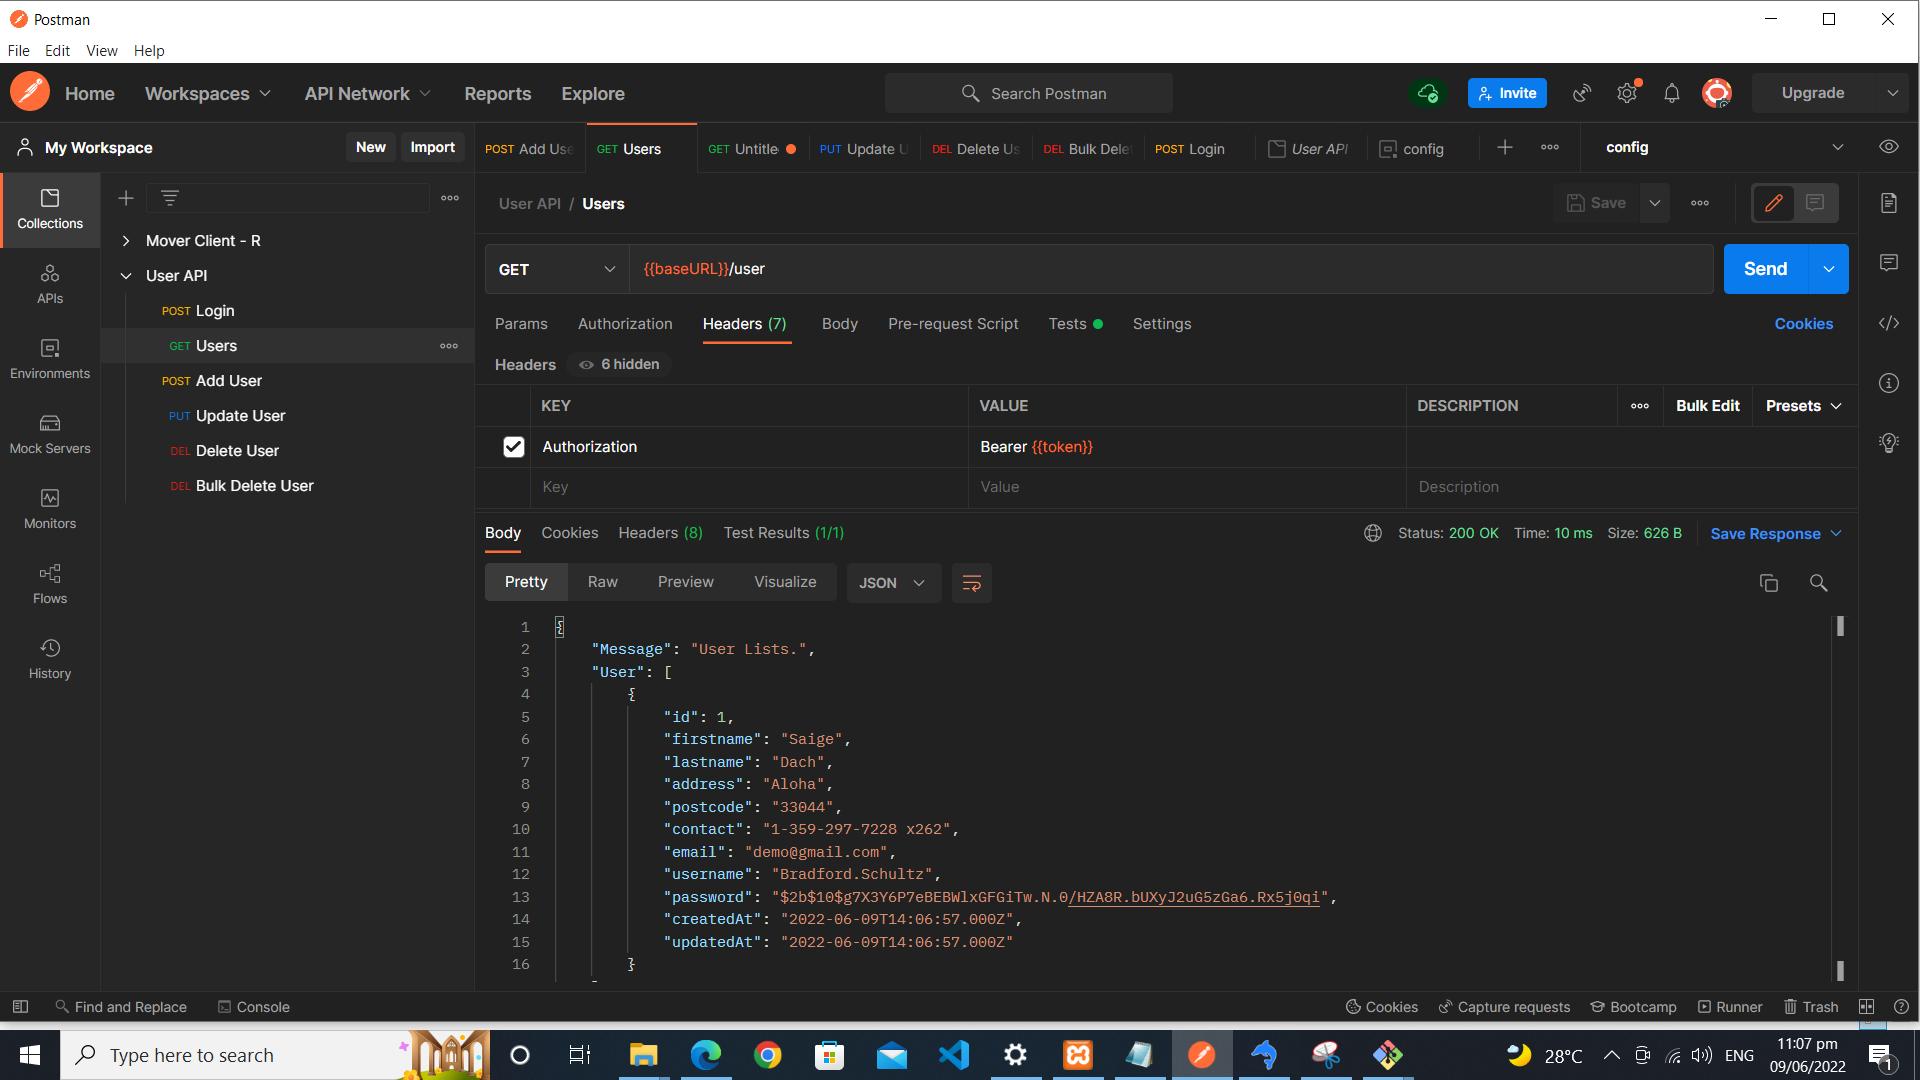 Postman
File Edit View Help
Home Workspaces API Network Reports Explore Search Postman Invite Upgrade
My Workspace New Import
POST Add Use GET Users GET Untitle PUT Update U DEL Delete Us DEL Bulk Delet POST Login User API config config
Collections
APIs
Environments
Mock Servers
Monitors
Flows
History
Mover Client - R
User API
POST Login
GET Users
POST Add User
PUT Update User
DEL Delete User
DEL Bulk Delete User
User API / Users Save
GET {{baseURL}}/user Send
Params Authorization Headers (7) Body Pre-request Script Tests Settings Cookies
Headers 6 hidden
KEY VALUE DESCRIPTION Bulk Edit Presets
Authorization Bearer {{token}}
Key Value Description
Body Cookies Headers (8) Test Results (1/1) Status: 200 OK Time: 10 ms Size: 626 B Save Response
Pretty Raw Preview Visualize JSON
1 {
2 "Message": "User Lists.",
3 "User": [
4 {
5 "id": 1,
6 "firstname": "Saige",
7 "lastname": "Dach",
8 "address": "Aloha",
9 "postcode": "33044",
10 "contact": "1-359-297-7228 x262",
11 "email": "demo@gmail.com",
12 "username": "Bradford.Schultz",
13 "password": "$2b$10$g7X3Y6P7eBEBWlxGFGiTw.N.0/HZA8R.bUXyJ2uG5zGa6.Rx5j0qi",
14 "createdAt": "2022-06-09T14:06:57.000Z",
15 "updatedAt": "2022-06-09T14:06:57.000Z"
16 }
Find and Replace Console Cookies Capture requests Bootcamp Runner Trash
Type here to search 28°C ENG 11:07 pm
09/06/2022 1